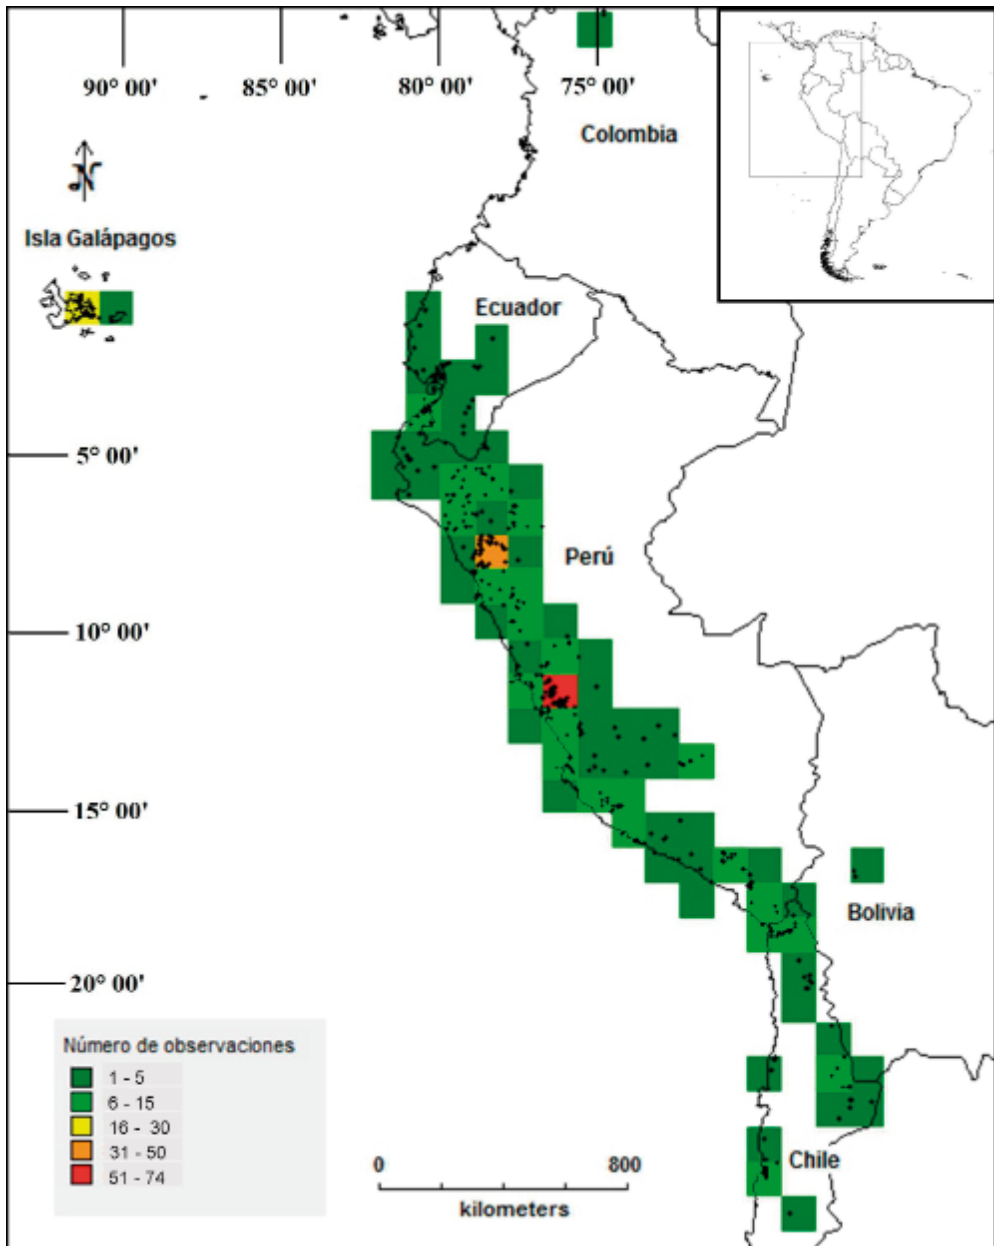 90° 00' 85° 00' 80° 00' 75° 00'
Colombia
N
Isla Galápagos
Ecuador
5° 00'
Perú
10° 00'
15° 00'
Bolivia
20° 00'
Número de observaciones
1 - 5
6 - 15
16 - 30
31 - 50
51 - 74
Chile
0 800
kilometers